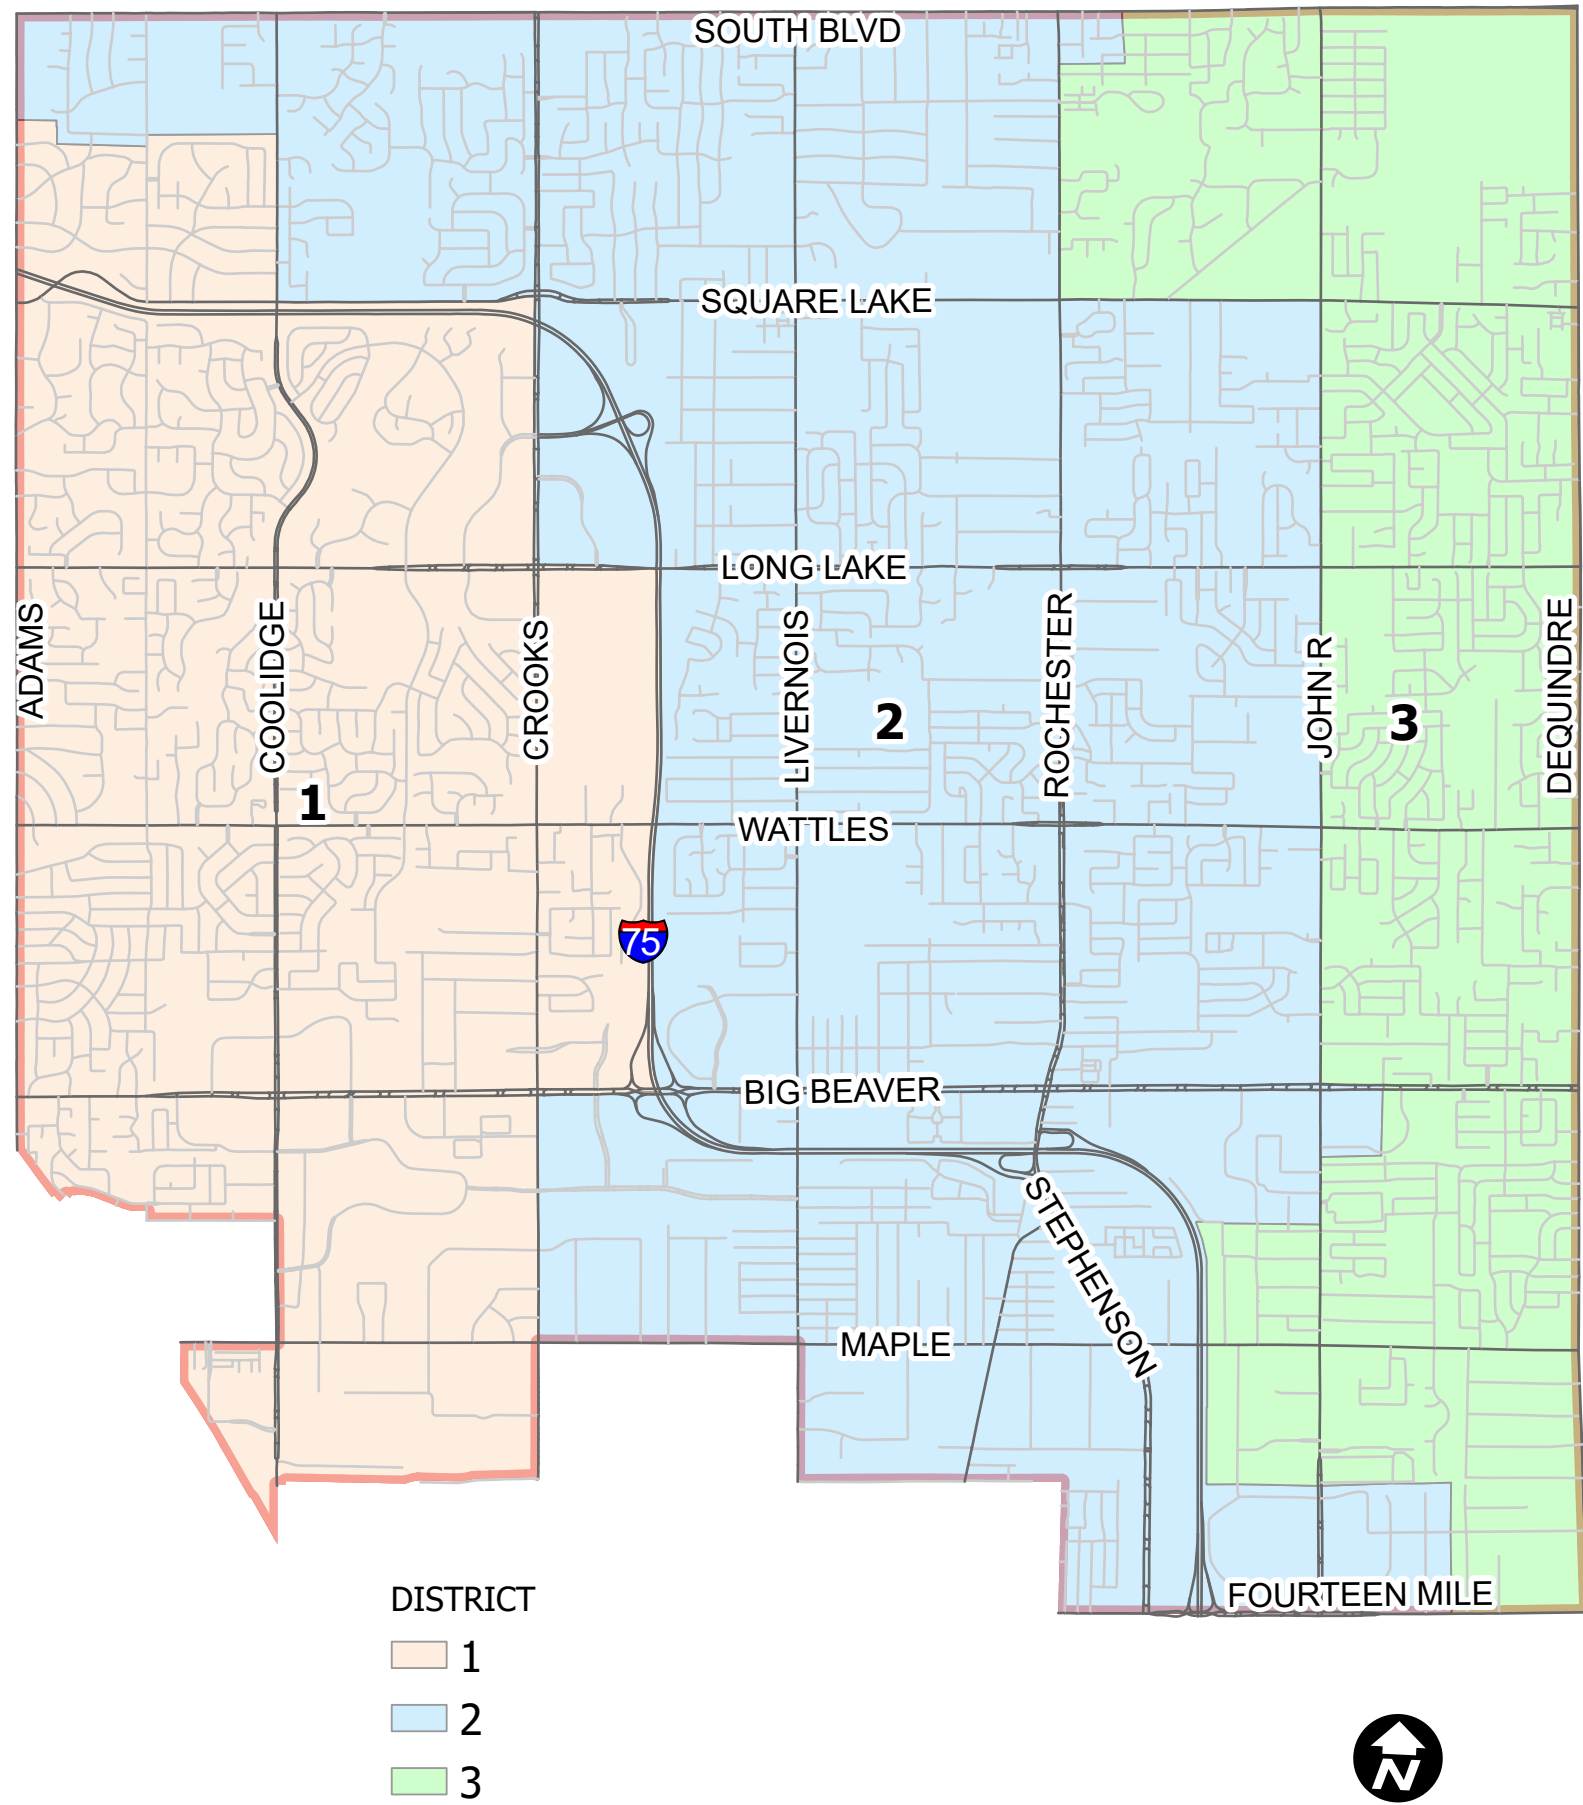 SOUTH BLVD
SQUARE LAKE
LONG LAKE
ADAMS
COOLIDGE
CROOKS
LIVERNOIS
ROCHESTER
JOHN R
DEQUINDRE
1
2
3
WATTLES
75
BIG BEAVER
STEPHENSON
MAPLE
FOURTEEN MILE
DISTRICT
1
2
3
N